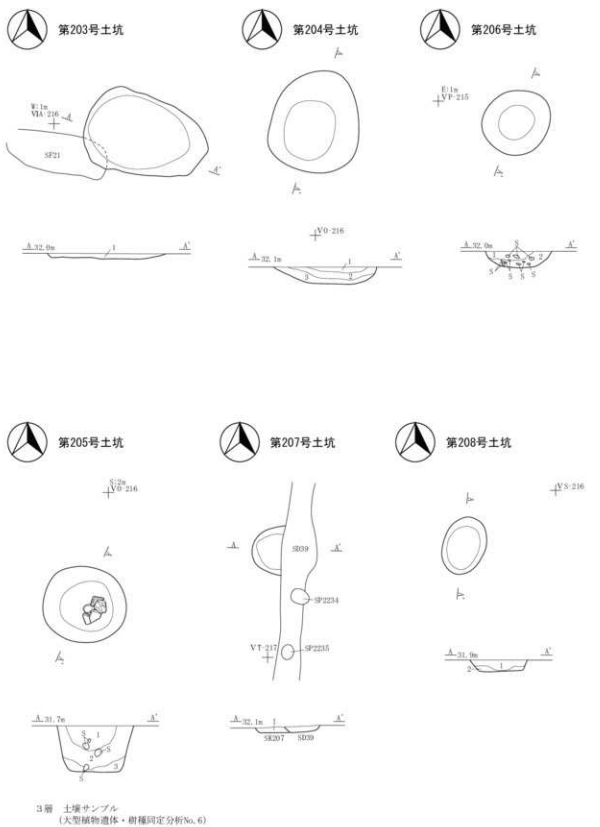 第203号土坑
第204号土坑
第206号土坑
W:1m
VIA-216
A
A'
SF21
E:1m
VP-215
A 32.0m
1
A'
VO-216
A 32.1m
1
A'
3
2
A 32.0m
S
A'
1
2
S
S S S S
第205号土坑
第207号土坑
第208号土坑
S:2m
VO-216
VS-216
A
SD39
A'
SP2234
VT-217
SP2235
A 31.7m
A'
S
1
S
2
3
S
A 32.1m
1
A'
SK207
SD39
A 31.9m
A'
2
1
3層 土壌サンプル
(大型植物遺体・樹種同定分析No.6)